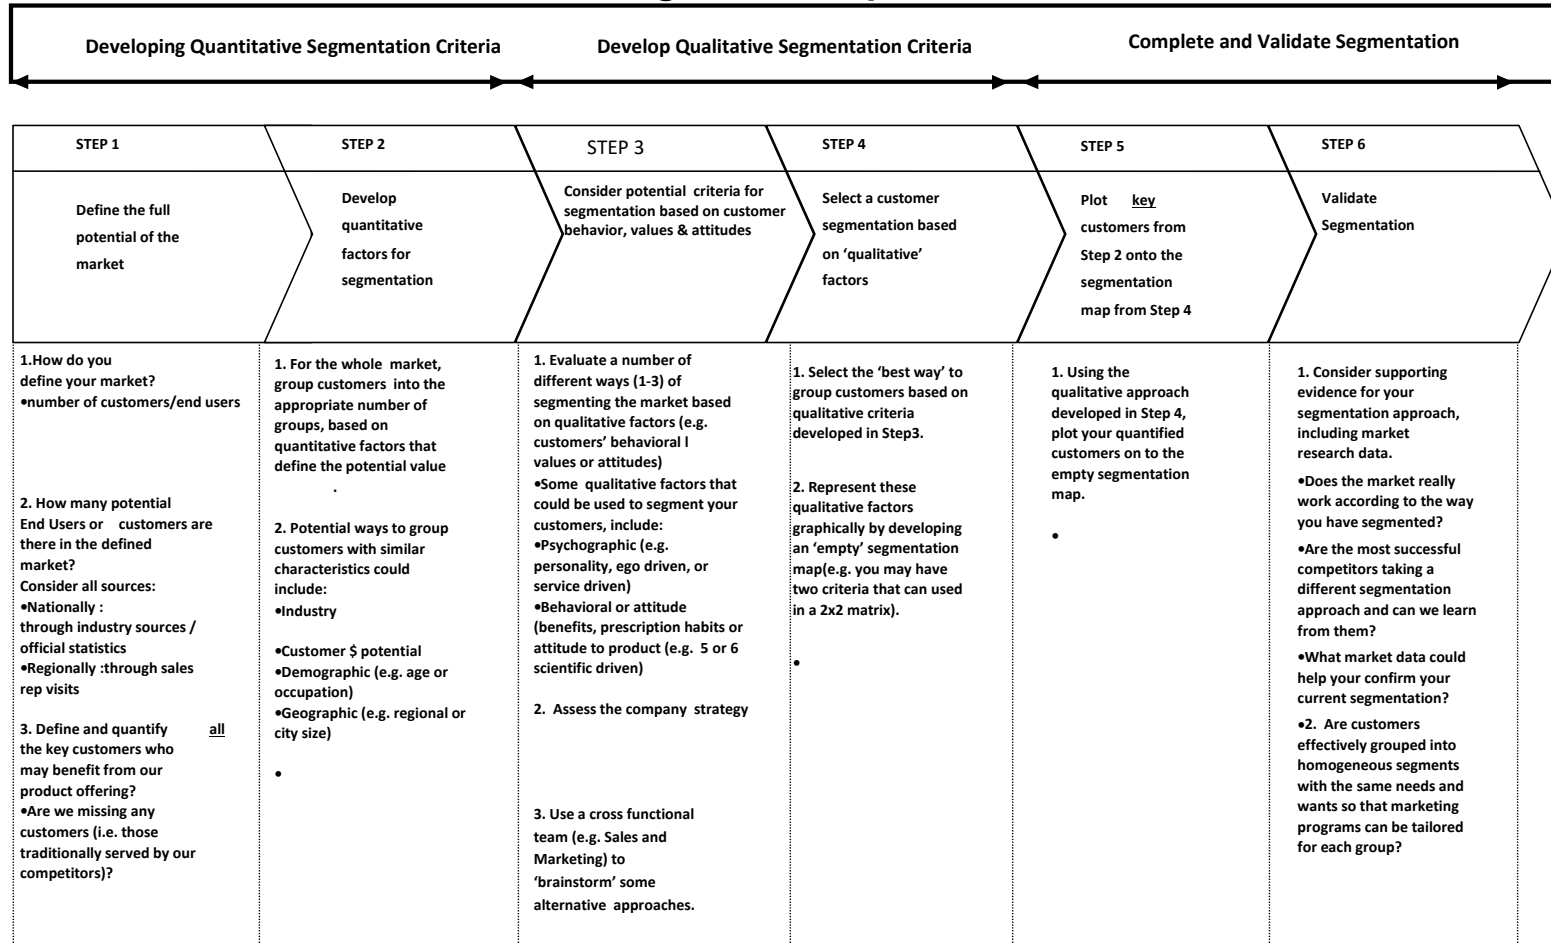 Developing Quantitative Segmentation Criteria
Develop Qualitative Segmentation Criteria
Complete and Validate Segmentation
STEP 1
Define the full
potential of the
market
STEP 2
Develop
quantitative
factors for
segmentation
STEP 3
Consider potential criteria for
segmentation based on customer
behavior, values & attitudes
STEP 4
Select a customer
segmentation based
on ‘qualitative’
factors
STEP 5
Plot key
customers from
Step 2 onto the
segmentation
map from Step 4
STEP 6
Validate
Segmentation
1.How do you
define your market?
•number of customers/end users
2. How many potential
End Users or customers are
there in the defined
market?
Consider all sources:
•Nationally :
through industry sources /
official statistics
•Regionally :through sales
rep visits
3. Define and quantify all
the key customers who
may benefit from our
product offering?
•Are we missing any
customers (i.e. those
traditionally served by our
competitors)?
1. For the whole market,
group customers into the
appropriate number of
groups, based on
quantitative factors that
define the potential value
.
2. Potential ways to group
customers with similar
characteristics could
include:
•Industry
•Customer $ potential
•Demographic (e.g. age or
occupation)
•Geographic (e.g. regional or
city size)
•
1. Evaluate a number of
different ways (1-3) of
segmenting the market based
on qualitative factors (e.g.
customers’ behavioral l
values or attitudes)
•Some qualitative factors that
could be used to segment your
customers, include:
•Psychographic (e.g.
personality, ego driven, or
service driven)
•Behavioral or attitude
(benefits, prescription habits or
attitude to product (e.g. 5 or 6
scientific driven)
2. Assess the company strategy
3. Use a cross functional
team (e.g. Sales and
Marketing) to
‘brainstorm’ some
alternative approaches.
1. Select the ‘best way’ to
group customers based on
qualitative criteria
developed in Step3.
2. Represent these
qualitative factors
graphically by developing
an ‘empty’ segmentation
map(e.g. you may have
two criteria that can used
in a 2x2 matrix).
•
1. Using the
qualitative approach
developed in Step 4,
plot your quantified
customers on to the
empty segmentation
map.
•
1. Consider supporting
evidence for your
segmentation approach,
including market
research data.
•Does the market really
work according to the way
you have segmented?
•Are the most successful
competitors taking a
different segmentation
approach and can we learn
from them?
•What market data could
help your confirm your
current segmentation?
•2. Are customers
effectively grouped into
homogeneous segments
with the same needs and
wants so that marketing
programs can be tailored
for each group?